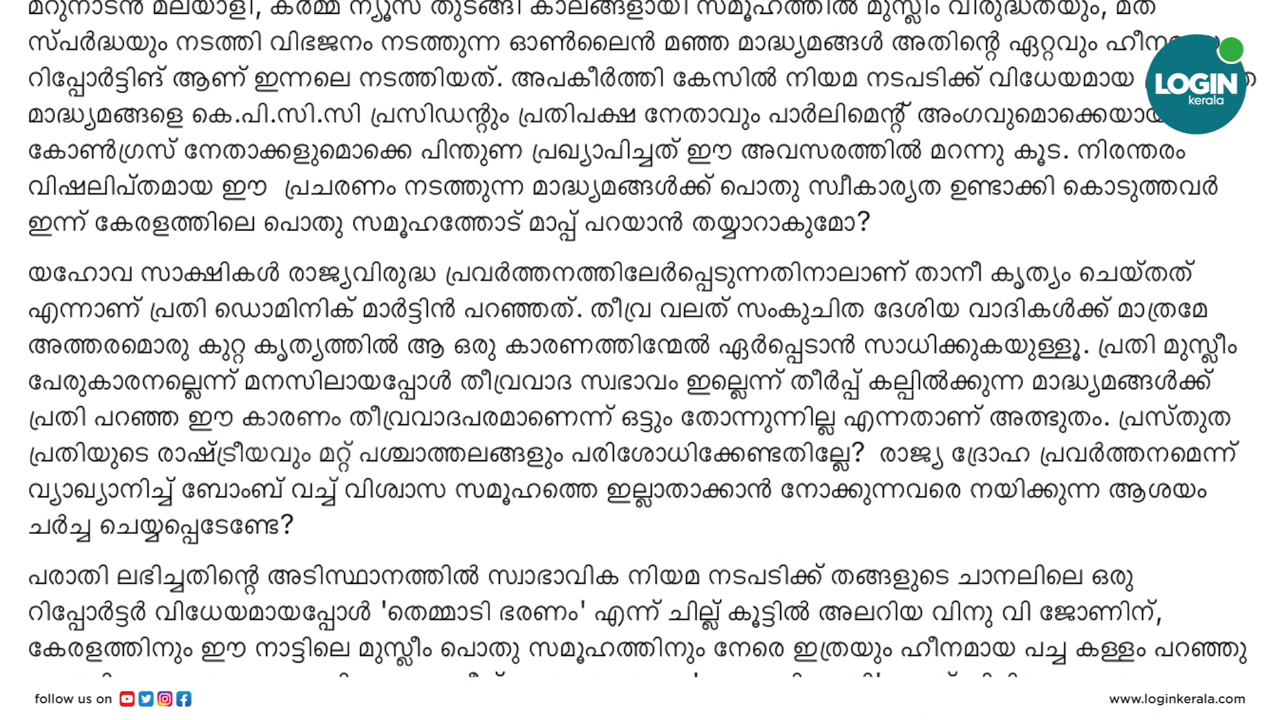 മറുനാടൻ മലയാളി, കർമ്മ ന്യൂസ് തുടങ്ങി കാലങ്ങളായി സമൂഹത്തിൽ മുസ്ലിം വിരുദ്ധതയും, മത
സ്പർദ്ധയും നടത്തി വിഭജനം നടത്തുന്ന ഓൺലൈൻ മഞ്ഞ മാദ്ധ്യമങ്ങൾ അതിന്റെ ഏറ്റവും
റിപ്പോർട്ടിങ് ആണ് ഇന്നലെ നടത്തിയത്. അപകീർത്തി കേസിൽ നിയമ നടപടിക്ക് വിധേയമായ
LOGIN
kerala
മാദ്ധ്യമങ്ങളെ കെ.പി.സി.സി പ്രസിഡന്റും പ്രതിപക്ഷ നേതാവും പാർലിമെന്റ് അംഗവുമൊക്കെയായ
കോൺഗ്രസ് നേതാക്കളുമൊക്കെ പിന്തുണ പ്രഖ്യാപിച്ചത് ഈ അവസരത്തിൽ മറന്നു കൂട. നിരന്തരം
വിഷലിപ്തമായ ഈ പ്രചരണം നടത്തുന്ന മാദ്ധ്യമങ്ങൾക്ക് പൊതു സ്വീകാര്യത ഉണ്ടാക്കി കൊടുത്തവർ
ഇന്ന് കേരളത്തിലെ പൊതു സമൂഹത്തോട് മാപ്പ് പറയാൻ തയ്യാറാകുമോ?
യഹോവ സാക്ഷികൾ രാജ്യവിരുദ്ധ പ്രവർത്തനത്തിലേർപ്പെടുന്നതിനാലാണ് താനീ കൃത്യം ചെയ്തത്
എന്നാണ് പ്രതി ഡൊമിനിക് മാർട്ടിൻ പറഞ്ഞത്. തീവ്ര വലത് സംകുചിത ദേശിയ വാദികൾക്ക് മാത്രമേ
അത്തരമൊരു കുറ്റ കൃത്യത്തിൽ ആ ഒരു കാരണത്തിന്മേൽ ഏർപ്പെടാൻ സാധിക്കുകയുള്ളൂ. പ്രതി മുസ്ലീം
പേരുകാരനല്ലെന്ന് മനസിലായപ്പോൾ തീവ്രവാദ സ്വഭാവം ഇല്ലെന്ന് തീർപ്പ് കല്പിൽക്കുന്ന മാദ്ധ്യമങ്ങൾക്ക്
പ്രതി പറഞ്ഞ ഈ കാരണം തീവ്രവാദപരമാണെന്ന് ഒട്ടും തോന്നുന്നില്ല എന്നതാണ് അത്ഭുതം. പ്രസ്തുത
പ്രതിയുടെ രാഷ്ട്രീയവും മറ്റ് പശ്ചാത്തലങ്ങളും പരിശോധിക്കേണ്ടതില്ലേ? രാജ്യ ദ്രോഹ പ്രവർത്തനമെന്ന്
വ്യാഖ്യാനിച്ച് ബോംബ് വച്ച് വിശ്വാസ സമൂഹത്തെ ഇല്ലാതാക്കാൻ നോക്കുന്നവരെ നയിക്കുന്ന ആശയം
ചർച്ച ചെയ്യപ്പെടേണ്ടേ?
പരാതി ലഭിച്ചതിന്റെ അടിസ്ഥാനത്തിൽ സ്വാഭാവിക നിയമ നടപടിക്ക് തങ്ങളുടെ ചാനലിലെ ഒരു
റിപ്പോർട്ടർ വിധേയമായപ്പോൾ 'തെമ്മാടി ഭരണം' എന്ന് ചില്ല് കൂട്ടിൽ അലറിയ വിനു വി ജോണിന്,
കേരളത്തിനും ഈ നാട്ടിലെ മുസ്ലീം പൊതു സമൂഹത്തിനും നേരെ ഇത്രയും ഹീനമായ പച്ച കള്ളം പറഞ്ഞു
follow us on
www.loginkerala.com